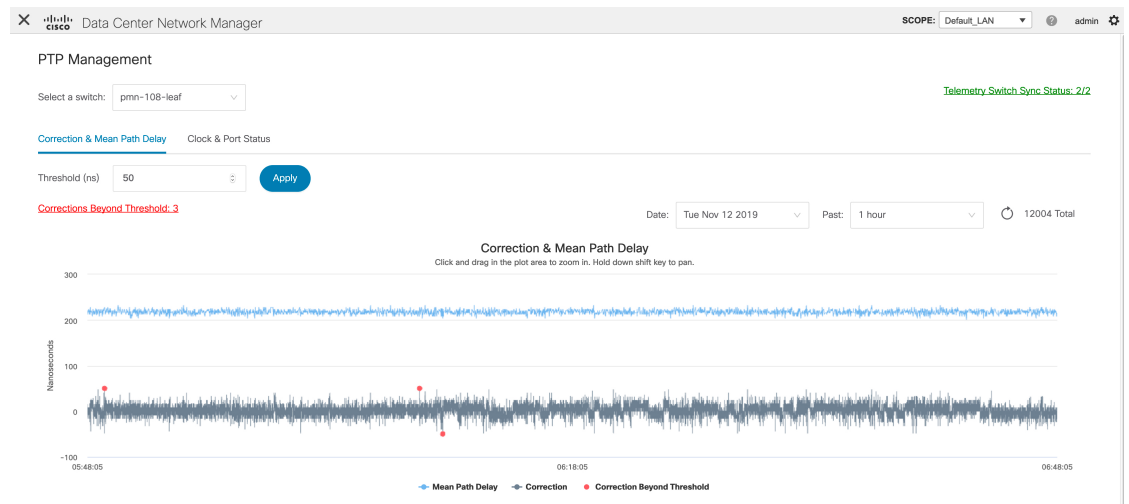 CISCO Data Center Network Manager SCOPE: Default_LAN admin
PTP Management
Select a switch: pmn-108-leaf Telemetry Switch Sync Status: 2/2
Correction & Mean Path Delay Clock & Port Status
Threshold (ns) 50 Apply
Corrections Beyond Threshold: 3
Date: Tue Nov 12 2019 Past: 1 hour 12004 Total
Correction & Mean Path Delay
Click and drag in the plot area to zoom in. Hold down shift key to pan.
300
200
100
0
-100
Nanoseconds
05:48:05 06:18:05 06:48:05
Mean Path Delay Correction Correction Beyond Threshold